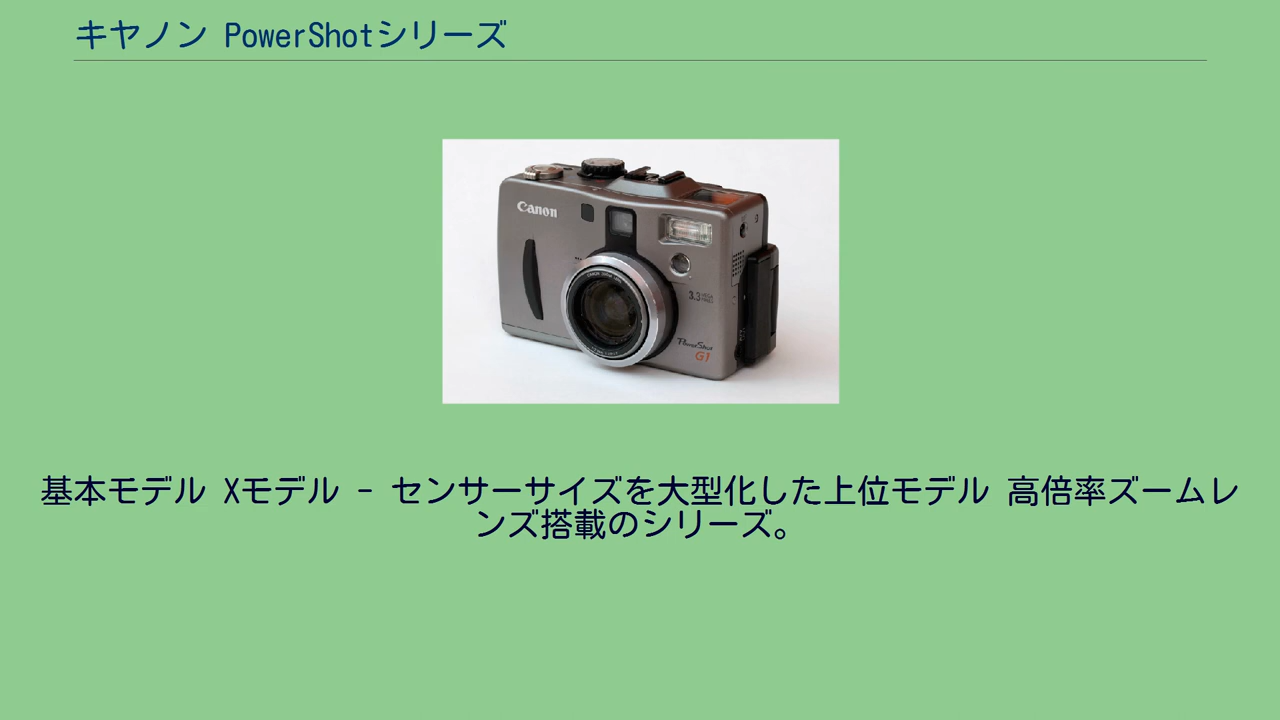 キヤノン PowerShotシリーズ
Canon
3.3 MEGA PIXELS
PowerShot
G1
基本モデル Xモデル - センサーサイズを大型化した上位モデル 高倍率ズームレ
ンズ搭載のシリーズ。